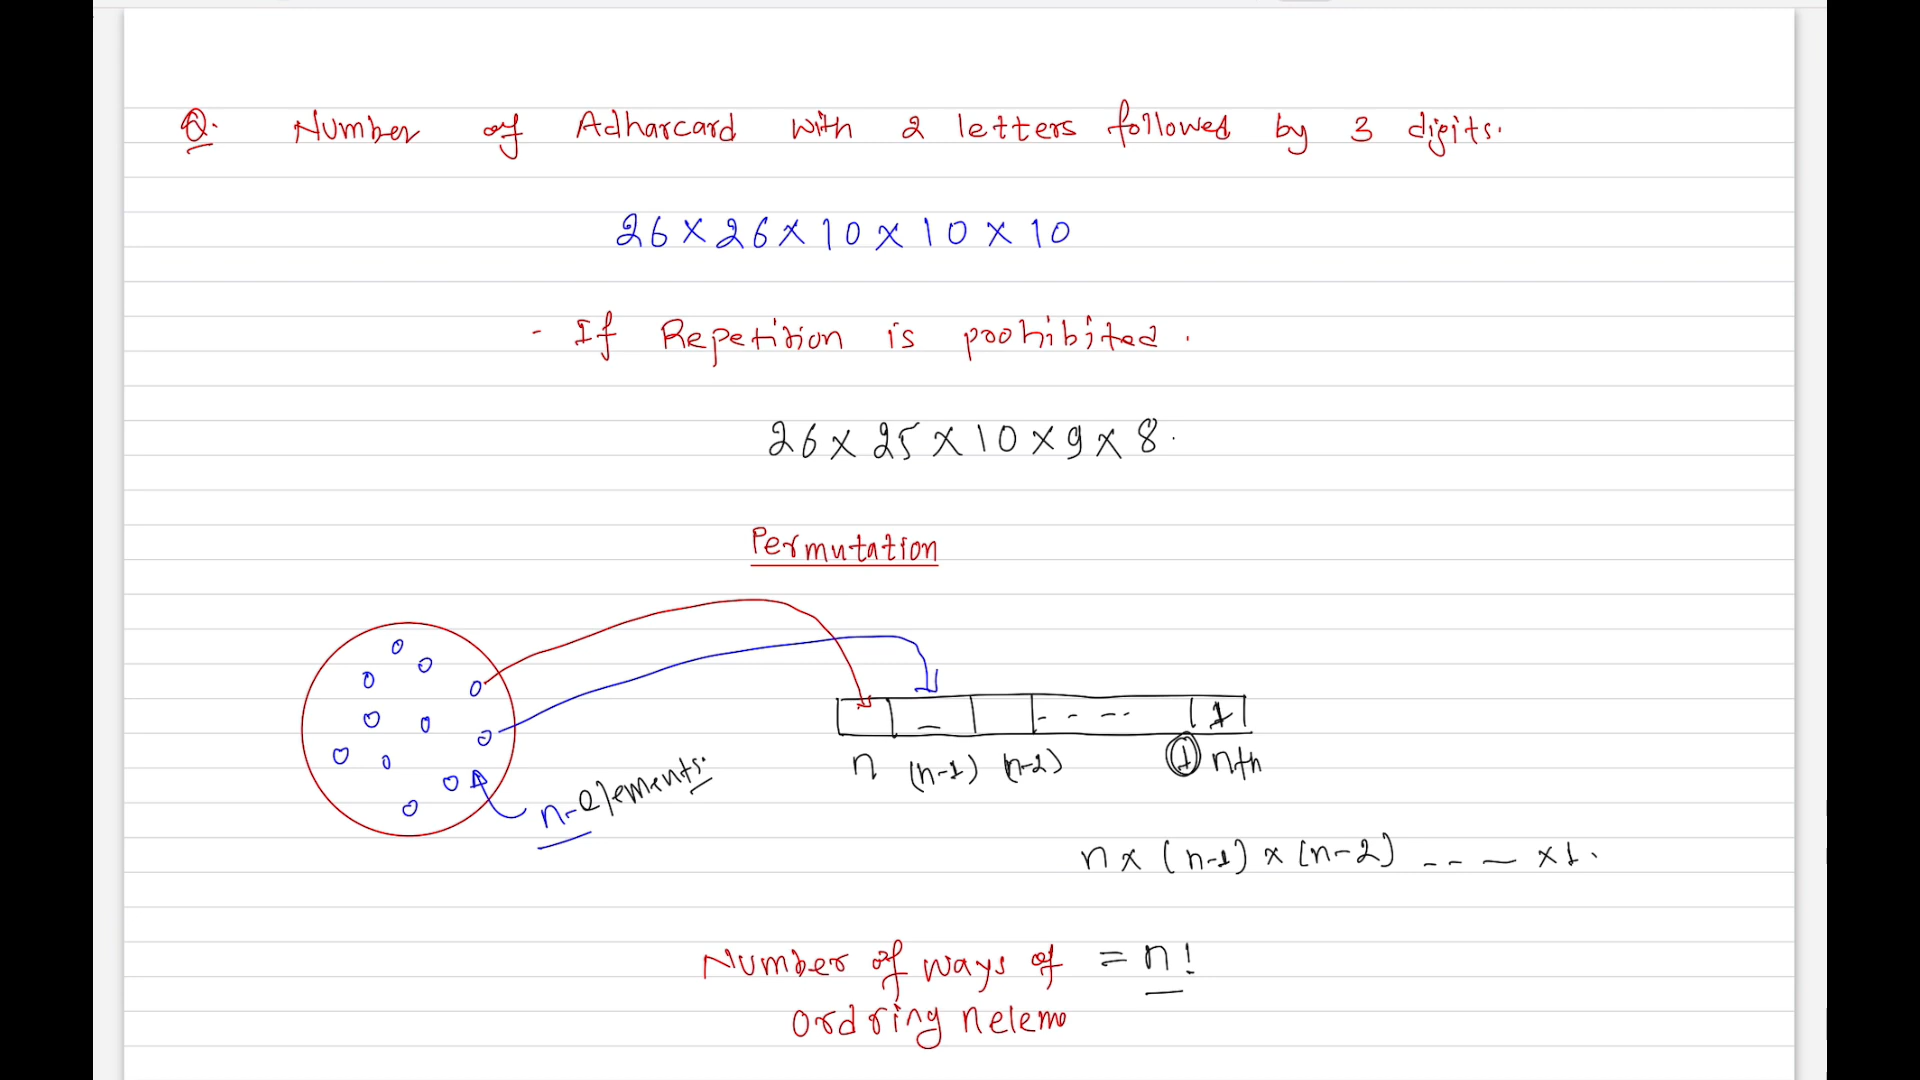 Q. Number of Adharcard with 2 letters followed by 3 digits.
26 × 26 × 10 × 10 × 10
- If Repetition is prohibited.
26 × 25 × 10 × 9 × 8.
Permutation
- - - - 1
n (n-1) (n-2) 1 nth
n-elements.
n × (n-1) × (n-2) - - - × 1.
Number of ways of = n!
ordring n elem